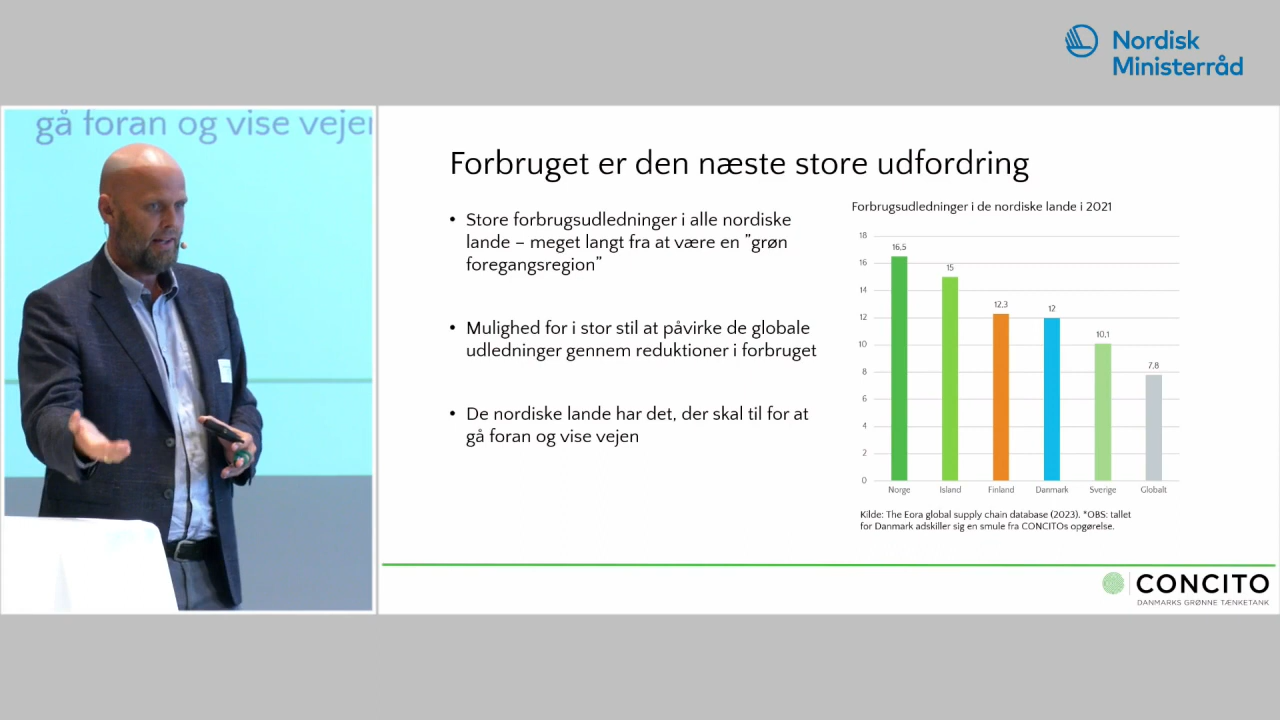 Nordisk
Ministerråd
gå foran og vise vejen
Forbruget er den næste store udfordring
• Store forbrugsudledninger i alle nordiske
lande – meget langt fra at være en ”grøn
foregangsregion”
• Mulighed for i stor stil at påvirke de globale
udledninger gennem reduktioner i forbruget
• De nordiske lande har det, der skal til for at
gå foran og vise vejen
Forbrugsudledninger i de nordiske lande i 2021
18
16
14
12
10
8
6
4
2
0
16,5
15
12,3
12
10,1
7,8
Norge Island Finland Danmark Sverige Globalt
Kilde: The Eora global supply chain database (2023). *OBS: tallet
for Danmark adskiller sig en smule fra CONCITOs opgørelse.
CONCITO
DANMARKS GRØNNE TÆNKETANK